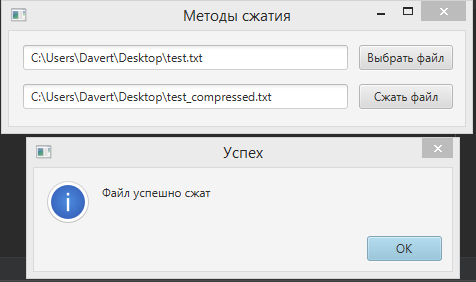 Методы сжатия
C:\Users\Davert\Desktop\test.txt
Выбрать файл
C:\Users\Davert\Desktop\test_compressed.txt
Сжать файл
Успех
Файл успешно сжат
OK